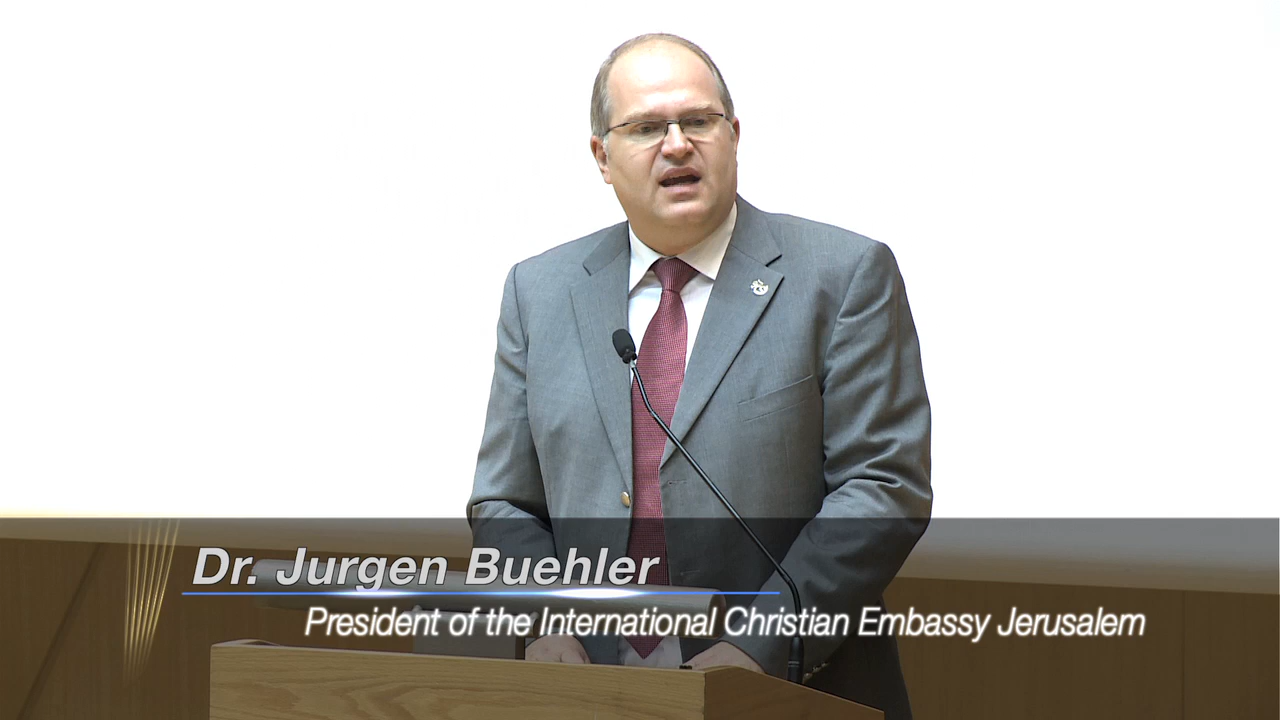 Dr. Jurgen Buehler
President of the International Christian Embassy Jerusalem